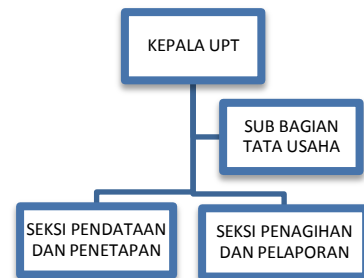 KEPALA UPT
SUB BAGIAN
TATA USAHA
SEKSI PENDATAAN
DAN PENETAPAN
SEKSI PENAGIHAN
DAN PELAPORAN